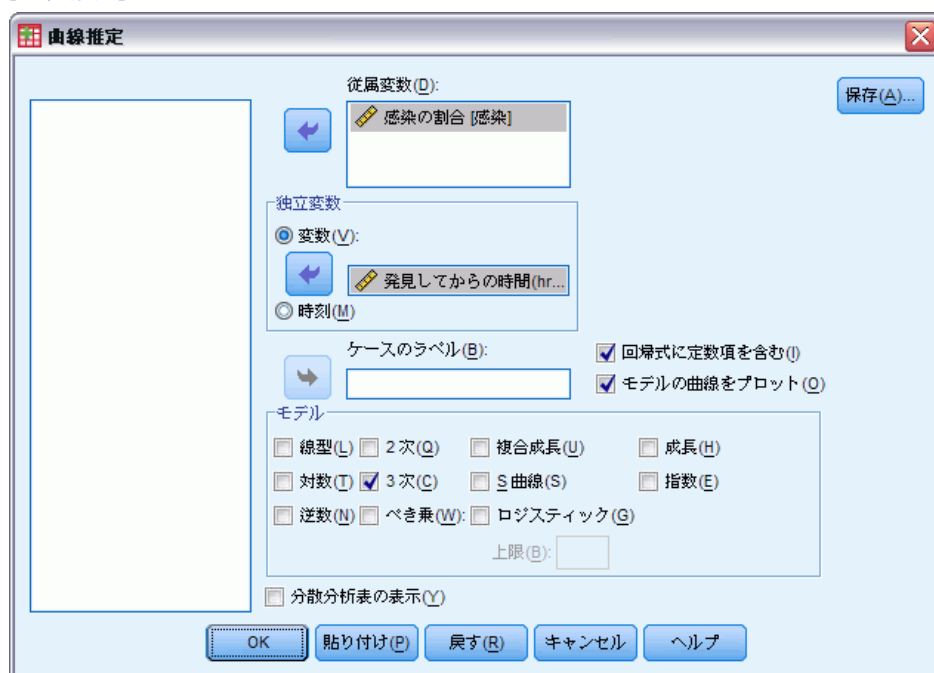 曲線推定
従属変数(D):
保存(A)...
感染の割合 [感染]
独立変数
変数(V):
発見してからの時間(hr...
時刻(M)
ケースのラベル(B):
回帰式に定数項を含む(I)
モデルの曲線をプロット(O)
モデル
線型(L) 2次(Q) 複合成長(U) 成長(H)
対数(T) 3次(C) S曲線(S) 指数(E)
逆数(N) べき乗(W): ロジスティック(G)
上限(B):
分散分析表の表示(Y)
OK 貼り付け(P) 戻す(R) キャンセル ヘルプ